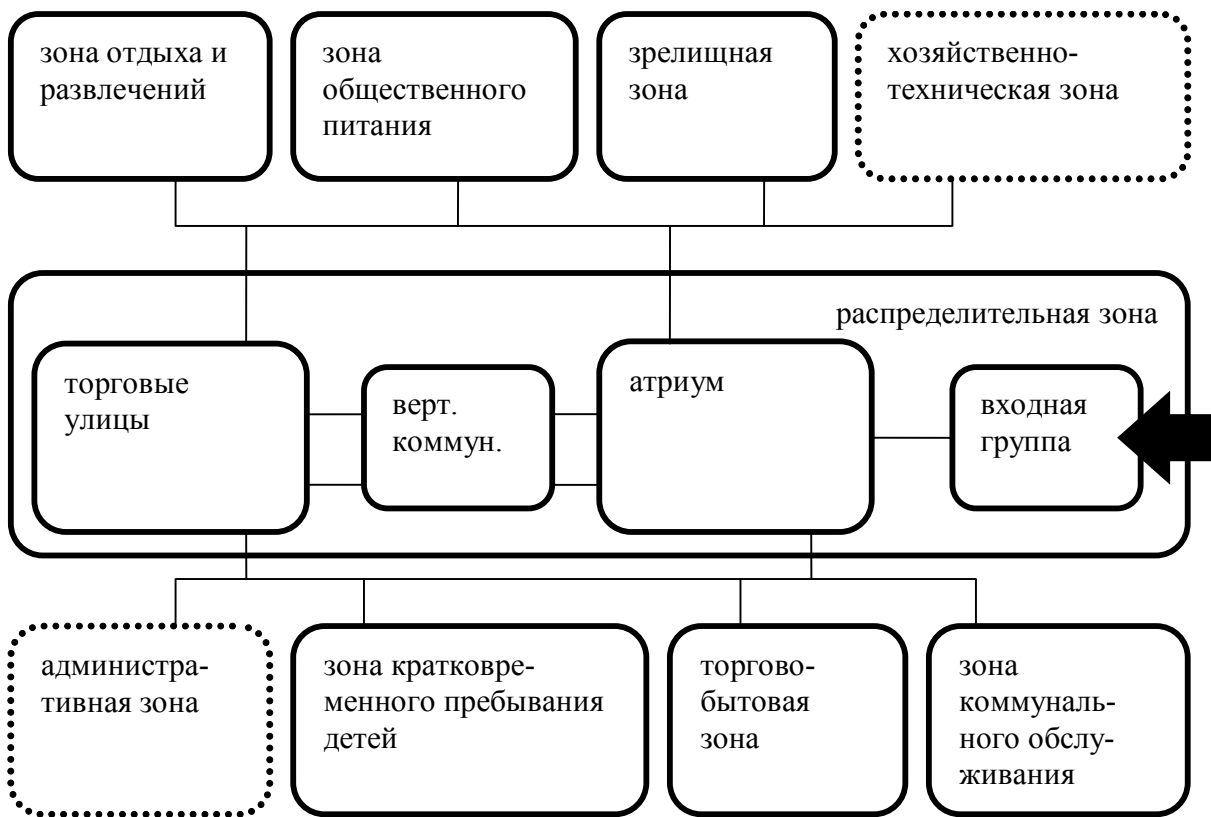 зона отдыха и
развлечений
зона
общественного
питания
зрелищная
зона
хозяйственно-
техническая зона
распределительная зона
торговые
улицы
верт.
коммун.
атриум
входная
группа
администра-
тивная зона
зона кратковре-
менного пребывания
детей
торгово-
бытовая
зона
зона
коммуналь-
ного обслу-
живания